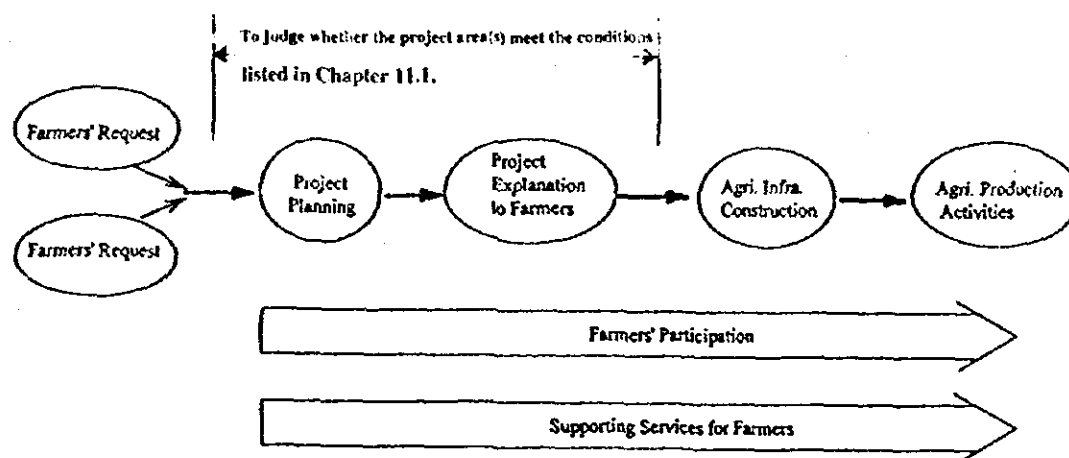 To Judge whether the project area(s) meet the conditions
listed in Chapter 11.1.
Farmers' Request
Farmers' Request
Project
Planning
Project
Explanation
to Farmers
Agri. Infra.
Construction
Agri. Production
Activities
Farmers' Participation
Supporting Services for Farmers